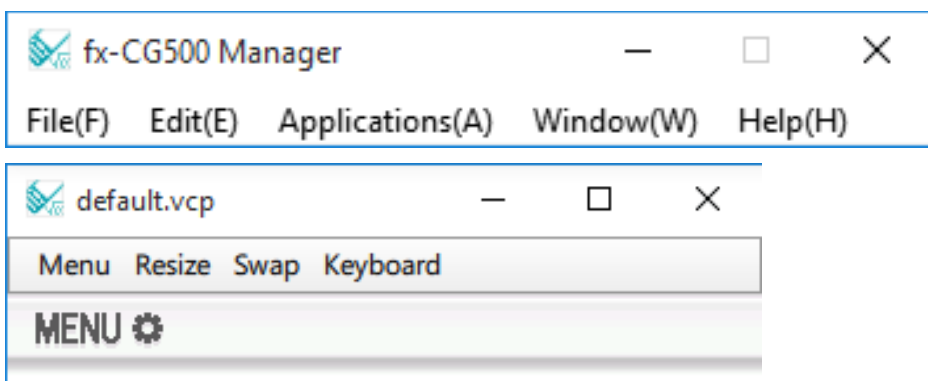 fx-CG500 Manager
File(F) Edit(E) Applications(A) Window(W) Help(H)
default.vcp
Menu Resize Swap Keyboard
MENU